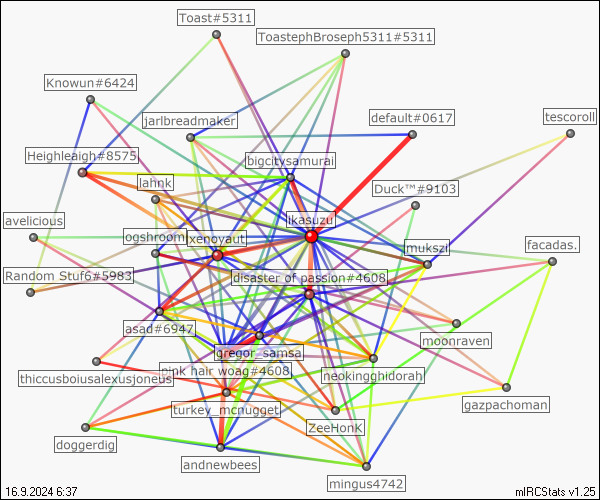 Toast#5311
ToastephBroseph5311#5311
Knowun#6424
jarlbreadmaker
default#0617
tescoroll
Heighleaigh#8575
bigcitysamurai
lahnk
Duck™#9103
avelicious
ikasuzu
ogshroom
xenoyaut
mukszi
facadas.
Random Stuf6#5983
disaster of passion#4608
asad#6947
moonraven
gregor_samsa
thiccusboiusalexusjoneus
pink hair woag#4608
neokingghidorah
gazpachoman
turkey_mcnugget
ZeeHonK
doggerdig
andnewbees
mingus4742
16.9.2024 6:37
mIRCStats v1.25